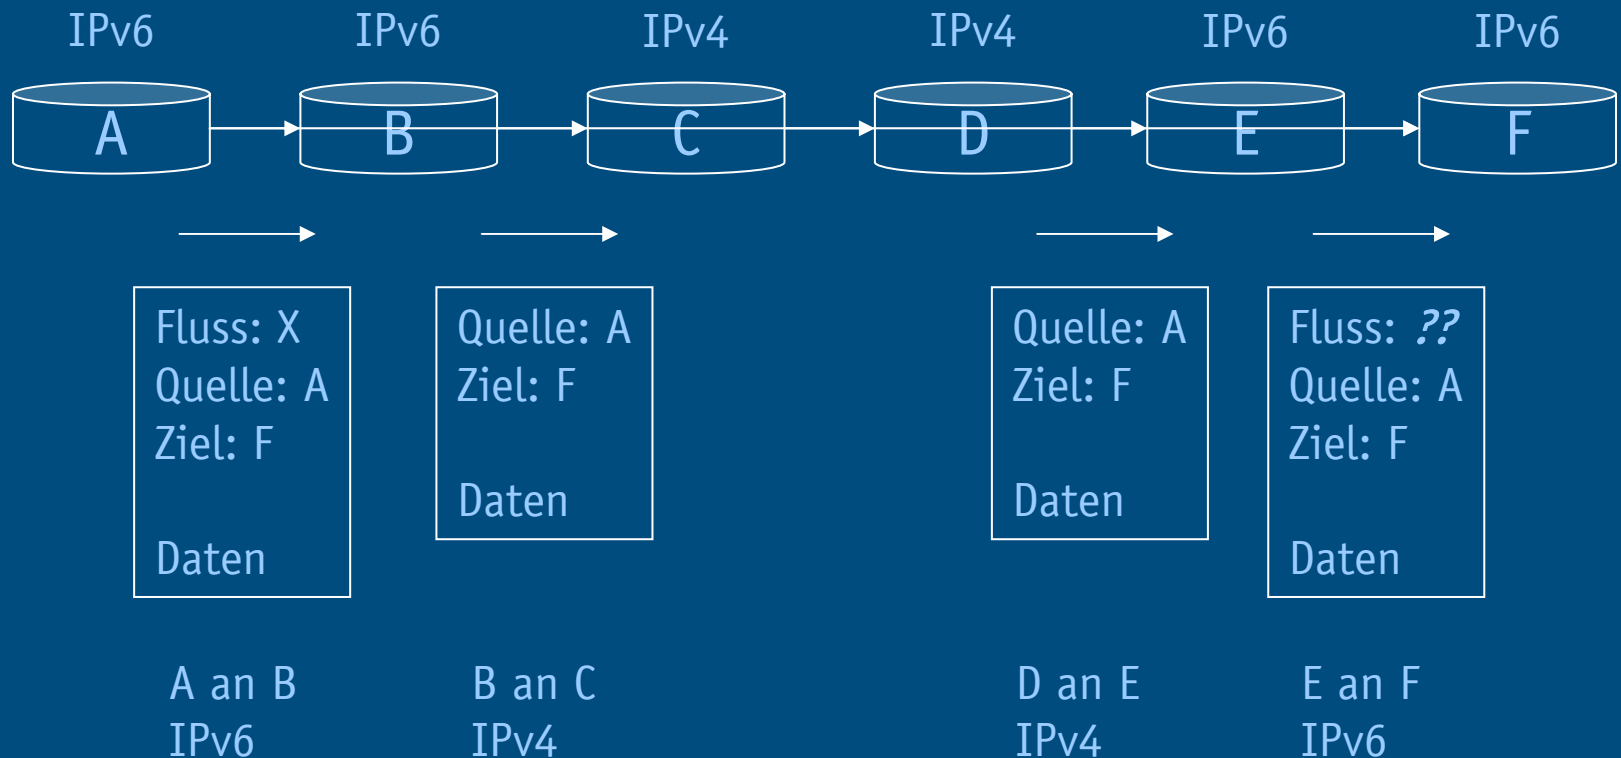 IPv6 IPv6 IPv4 IPv4 IPv6 IPv6
A B C D E F
Fluss: X
Quelle: A
Ziel: F
Daten
Quelle: A
Ziel: F
Daten
Quelle: A
Ziel: F
Daten
Fluss: ??
Quelle: A
Ziel: F
Daten
A an B
IPv6
B an C
IPv4
D an E
IPv4
E an F
IPv6